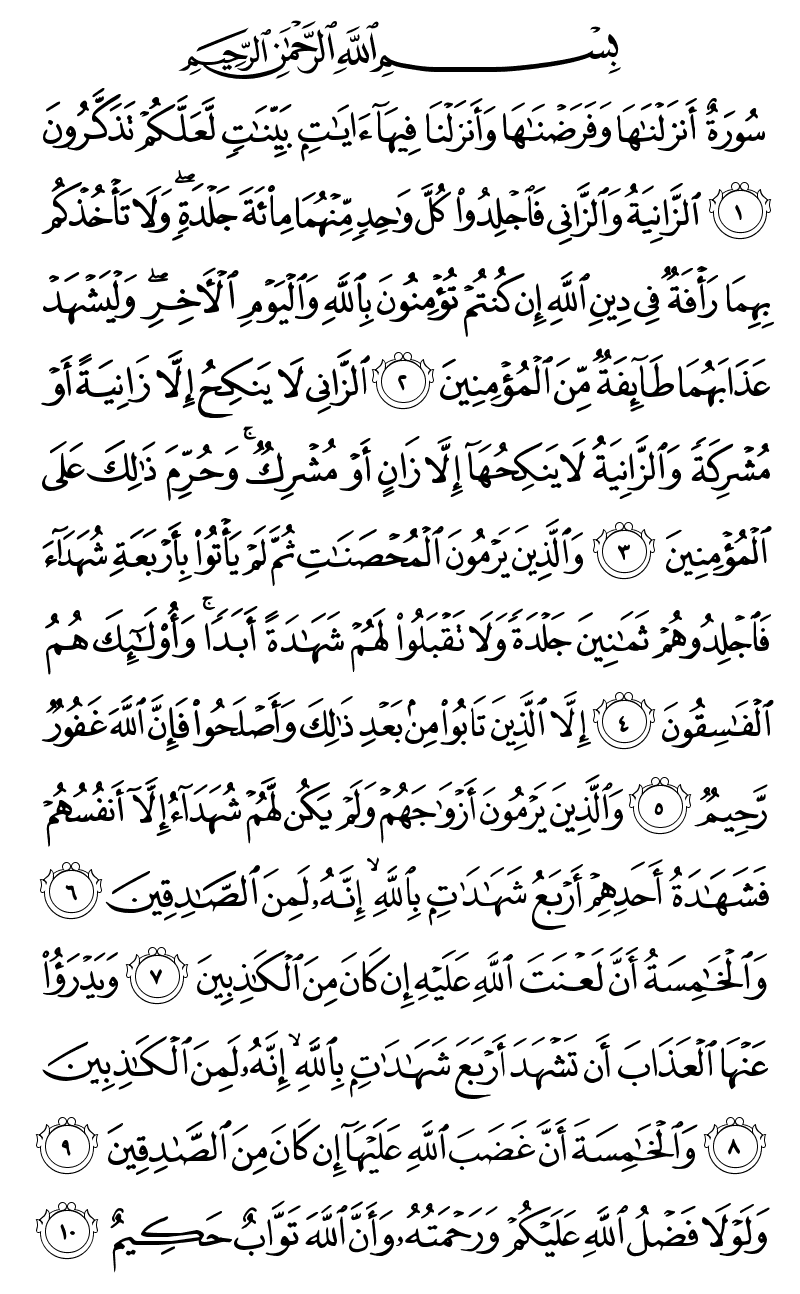 بِسْمِ ٱللَّهِ ٱلرَّحْمَٰنِ ٱلرَّحِيمِ
سُورَةٌ أَنزَلْنَٰهَا وَفَرَضْنَٰهَا وَأَنزَلْنَا فِيهَآ ءَايَٰتٍۭ بَيِّنَٰتٍ لَّعَلَّكُمْ تَذَكَّرُونَ
١ ٱلزَّانِيَةُ وَٱلزَّانِى فَٱجْلِدُوا۟ كُلَّ وَٰحِدٍ مِّنْهُمَا مِا۟ئَةَ جَلْدَةٍ ۖ وَلَا تَأْخُذْكُم
بِهِمَا رَأْفَةٌ فِى دِينِ ٱللَّهِ إِن كُنتُمْ تُؤْمِنُونَ بِٱللَّهِ وَٱلْيَوْمِ ٱلْءَاخِرِ ۖ وَلْيَشْهَدْ
عَذَابَهُمَا طَآئِفَةٌ مِّنَ ٱلْمُؤْمِنِينَ ٢ ٱلزَّانِى لَا يَنكِحُ إِلَّا زَانِيَةً أَوْ
مُشْرِكَةً وَٱلزَّانِيَةُ لَا يَنكِحُهَآ إِلَّا زَانٍ أَوْ مُشْرِكٌ ۚ وَحُرِّمَ ذَٰلِكَ عَلَى
ٱلْمُؤْمِنِينَ ٣ وَٱلَّذِينَ يَرْمُونَ ٱلْمُحْصَنَٰتِ ثُمَّ لَمْ يَأْتُوا۟ بِأَرْبَعَةِ شُهَدَآءَ
فَٱجْلِدُوهُمْ ثَمَٰنِينَ جَلْدَةً وَلَا تَقْبَلُوا۟ لَهُمْ شَهَٰدَةً أَبَدًا ۚ وَأُو۟لَٰٓئِكَ هُمُ
ٱلْفَٰسِقُونَ ٤ إِلَّا ٱلَّذِينَ تَابُوا۟ مِنۢ بَعْدِ ذَٰلِكَ وَأَصْلَحُوا۟ فَإِنَّ ٱللَّهَ غَفُورٌ
رَّحِيمٌ ٥ وَٱلَّذِينَ يَرْمُونَ أَزْوَٰجَهُمْ وَلَمْ يَكُن لَّهُمْ شُهَدَآءُ إِلَّآ أَنفُسُهُمْ
فَشَهَٰدَةُ أَحَدِهِمْ أَرْبَعُ شَهَٰدَٰتٍۭ بِٱللَّهِ ۙ إِنَّهُۥ لَمِنَ ٱلصَّٰدِقِينَ ٦
وَٱلْخَٰمِسَةُ أَنَّ لَعْنَتَ ٱللَّهِ عَلَيْهِ إِن كَانَ مِنَ ٱلْكَٰذِبِينَ ٧ وَيَدْرَؤُا۟
عَنْهَا ٱلْعَذَابَ أَن تَشْهَدَ أَرْبَعَ شَهَٰدَٰتٍۭ بِٱللَّهِ ۙ إِنَّهُۥ لَمِنَ ٱلْكَٰذِبِينَ
٨ وَٱلْخَٰمِسَةَ أَنَّ غَضَبَ ٱللَّهِ عَلَيْهَآ إِن كَانَ مِنَ ٱلصَّٰدِقِينَ ٩
وَلَوْلَا فَضْلُ ٱللَّهِ عَلَيْكُمْ وَرَحْمَتُهُۥ وَأَنَّ ٱللَّهَ تَوَّابٌ حَكِيمٌ ١٠